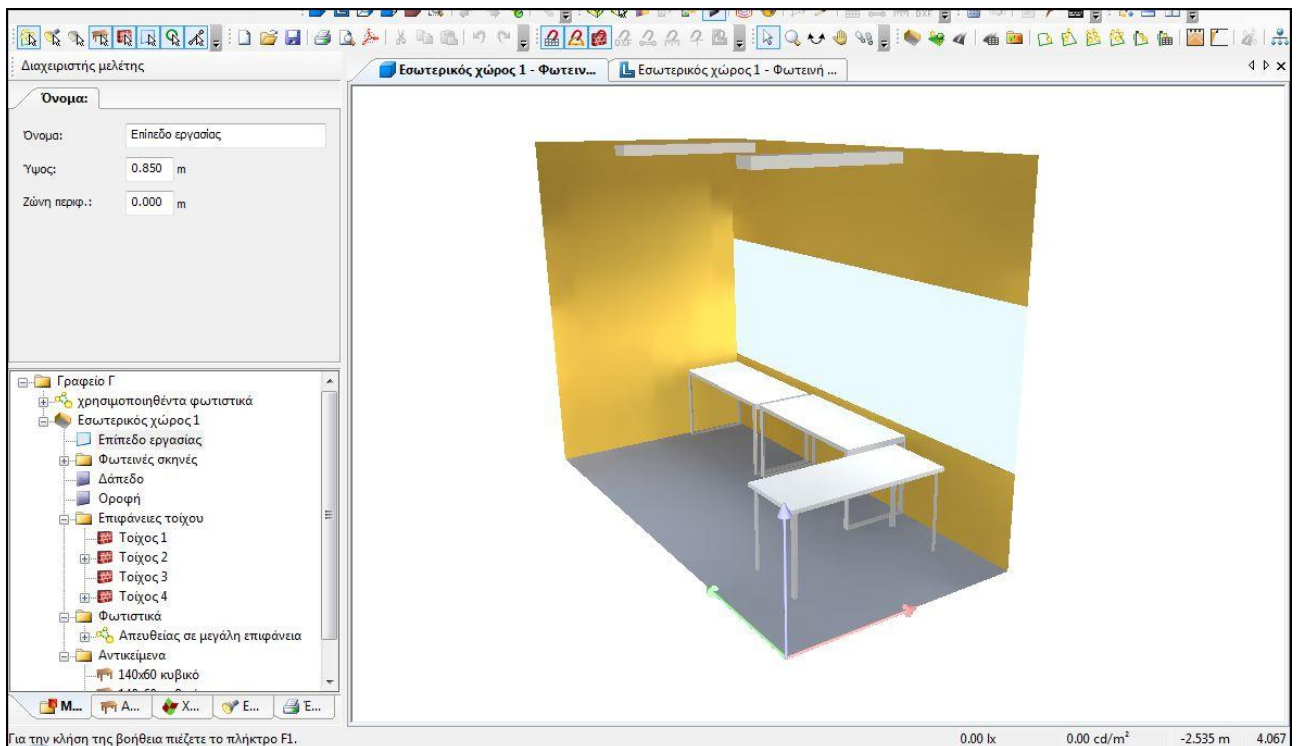 MM DXF
Διαχειριστής μελέτης
Εσωτερικός χώρος 1 - Φωτειν...
Εσωτερικός χώρος 1 - Φωτεινή ...
Όνομα:
Όνομα: Επίπεδο εργασίας
Ύψος: 0.850 m
Ζώνη περιφ.: 0.000 m
Γραφείο Γ
χρησιμοποιηθέντα φωτιστικά
Εσωτερικός χώρος 1
Επίπεδο εργασίας
Φωτεινές σκηνές
Δάπεδο
Οροφή
Επιφάνειες τοίχου
Τοίχος 1
Τοίχος 2
Τοίχος 3
Τοίχος 4
Φωτιστικά
Απευθείας σε μεγάλη επιφάνεια
Αντικείμενα
140x60 κυβικό
Μ... Α... Χ... Ε... Έ...
Για την κλήση της βοήθεια πιέζετε το πλήκτρο F1. 0.00 lx 0.00 cd/m² -2.535 m 4.067